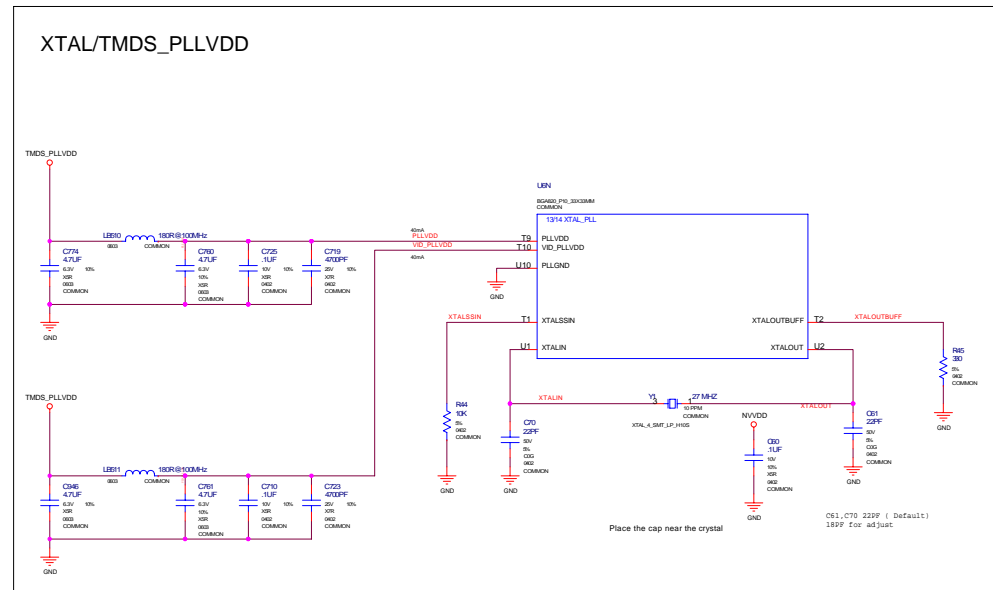 XTAL/TMDS_PLLVDD
TMDS_PLLVDD
LB510 180R@100MHz
0603 COMMON
C774
4.7UF
6.3V 10%
X5R
0603
COMMON
C760
4.7UF
6.3V
10%
X5R
0603
COMMON
C725
.1UF
10V 10%
X5R
0402
COMMON
C719
4700PF
25V 10%
X7R
0402
COMMON
GND
40mA
PLLVDD
VID_PLLVDD
40mA
U6N
BGA820_P10_33X33MM
COMMON
13/14 XTAL_PLL
T9 PLLVDD
T10 VID_PLLVDD
U10 PLLGND
GND
XTALSSIN T1 XTALSSIN
U1 XTALIN
XTALOUTBUFF T2 XTALOUTBUFF
XTALOUT U2
R45
330
5%
0402
COMMON
GND
TMDS_PLLVDD
LB511 180R@100MHz
0603 COMMON
C946
4.7UF
6.3V 10%
X5R
0603
COMMON
C761
4.7UF
6.3V
10%
X5R
0603
COMMON
C710
.1UF
10V 10%
X5R
0402
COMMON
C723
4700PF
25V 10%
X7R
0402
COMMON
GND
R44
10K
5%
0402
COMMON
GND
XTALIN
C70
22PF
50V
5%
C0G
0402
COMMON
GND
Y1 27 MHZ
3 1
10 PPM
COMMON
XTAL_4_SMT_LP_H10S
XTALOUT
NVVDD
C60
.1UF
10V
10%
X5R
0402
COMMON
GND
C61
22PF
50V
5%
C0G
0402
COMMON
GND
Place the cap near the crystal
C61,C70 22PF ( Default)
18PF for adjust